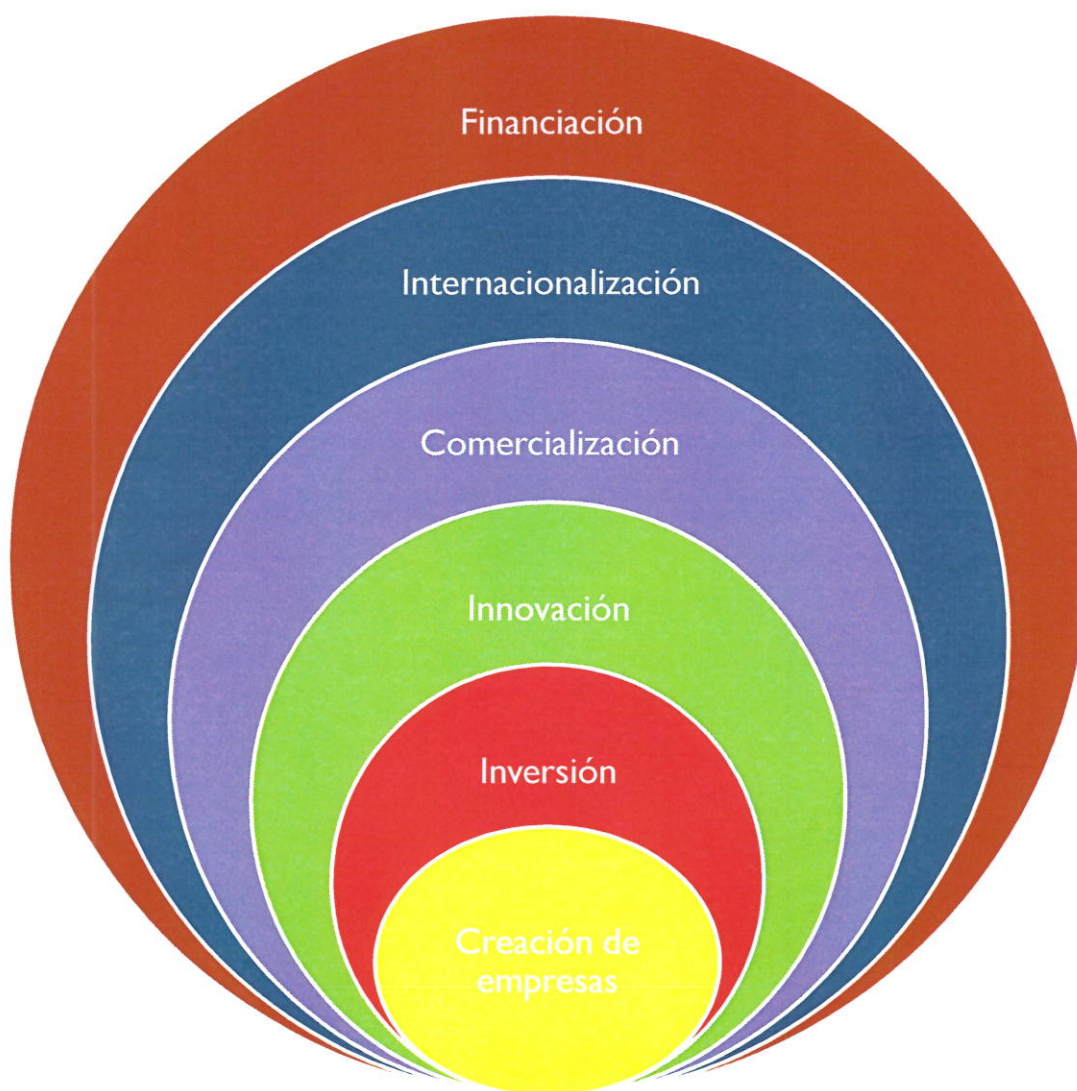 Financiación
Internacionalización
Comercialización
Innovación
Inversión
Creación de
empresas